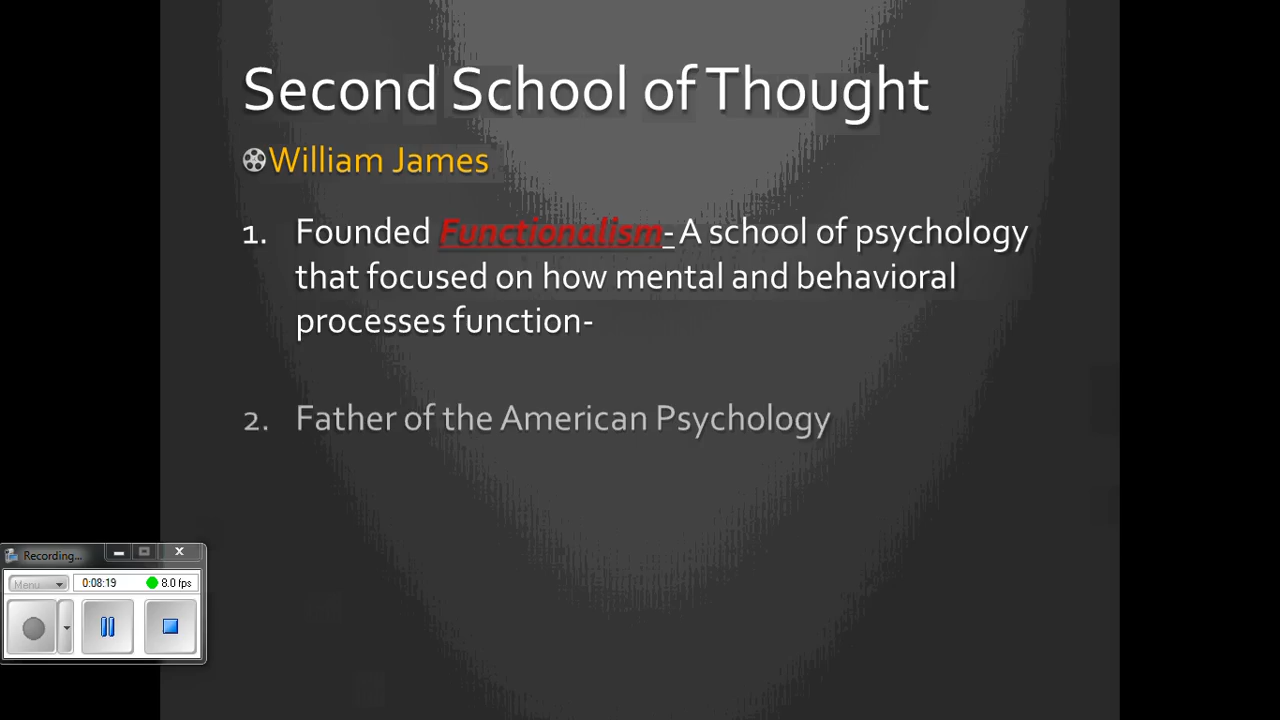 Second School of Thought
William James
1. Founded Functionalism- A school of psychology
that focused on how mental and behavioral
processes function-
2. Father of the American Psychology
Recording...
Menu
0:08:19
8.0 fps